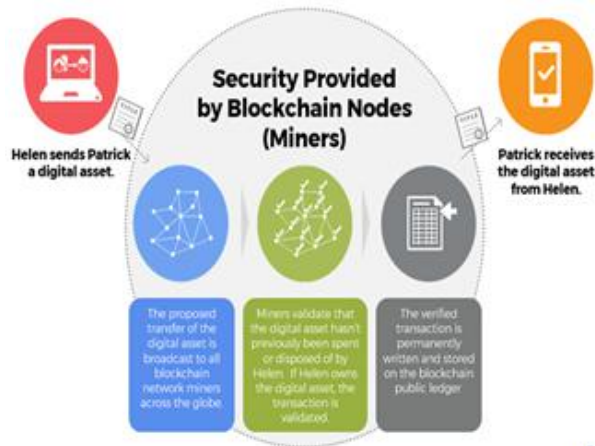 Security Provided
by Blockchain Nodes
(Miners)
TITLE
Helen sends Patrick
a digital asset.
TITLE
Patrick receives
the digital asset
from Helen.
The proposed
transfer of the
digital asset is
broadcast to all
blockchain
network miners
across the globe.
Miners validate that
the digital asset hasn't
previously been spent
or disposed of by
Helen. If Helen owns
the digital asset, the
transaction is
validated.
The verified
transaction is
permanently
written and stored
on the blockchain
public ledger